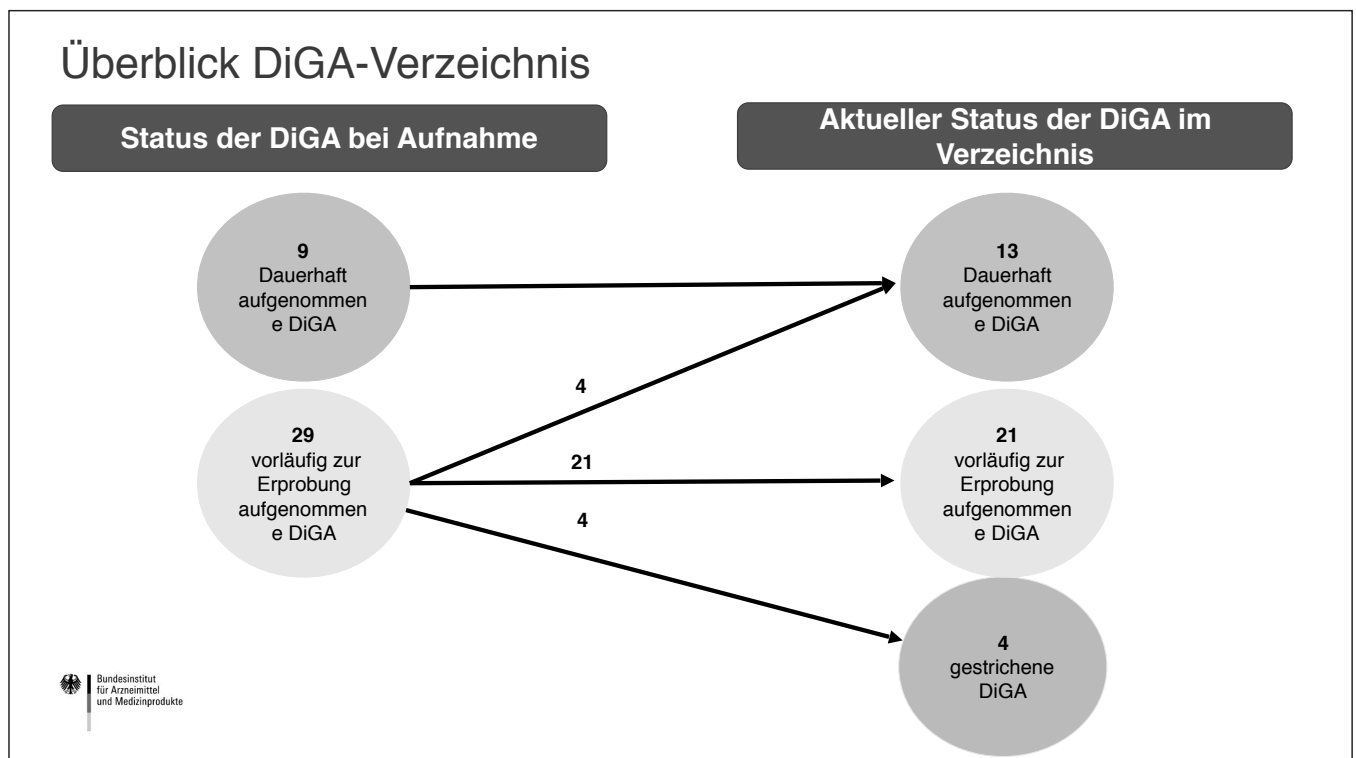 Überblick DiGA-Verzeichnis
Status der DiGA bei Aufnahme
Aktueller Status der DiGA im
Verzeichnis
9
Dauerhaft
aufgenommen
e DiGA
13
Dauerhaft
aufgenommen
e DiGA
4
29
vorläufig zur
Erprobung
aufgenommen
e DiGA
21
4
21
vorläufig zur
Erprobung
aufgenommen
e DiGA
4
gestrichene
DiGA
Bundesinstitut
für Arzneimittel
und Medizinprodukte